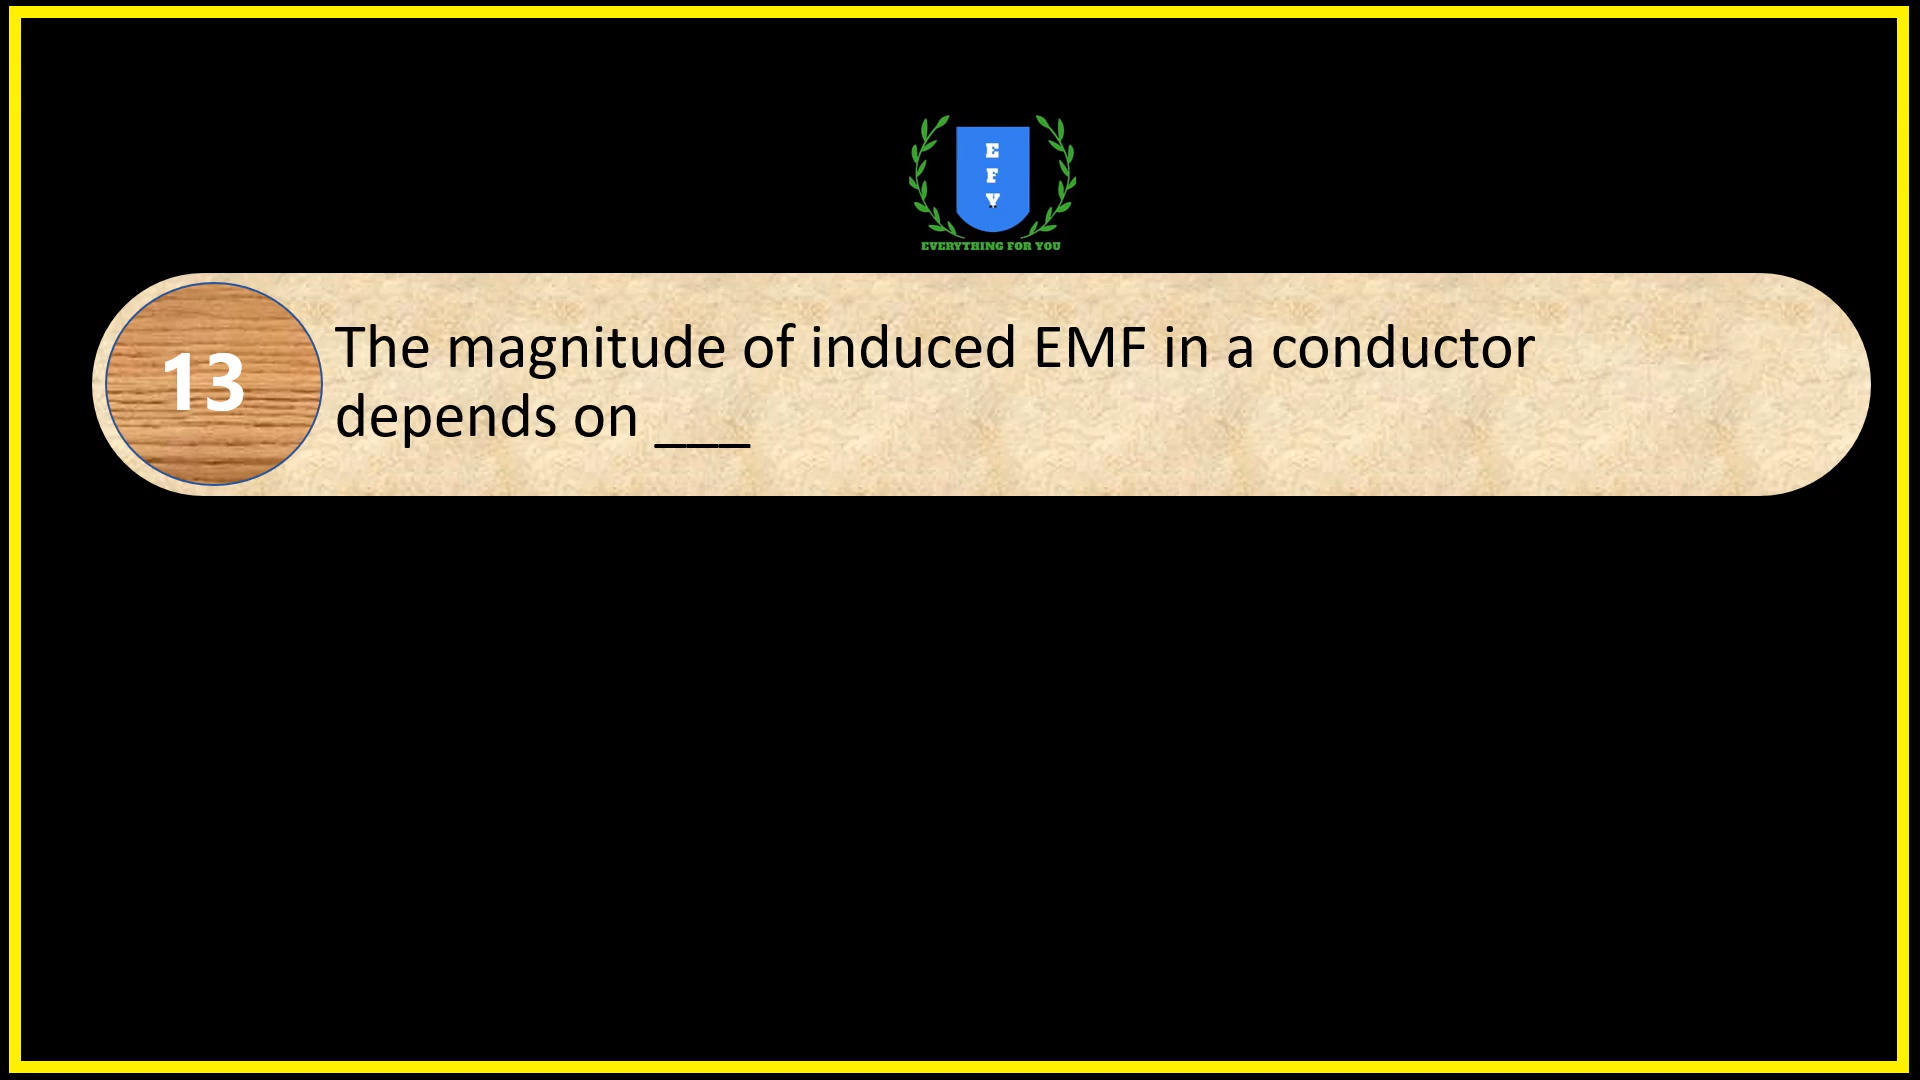 E
F
Y
EVERYTHING FOR YOU
13
The magnitude of induced EMF in a conductor
depends on ___